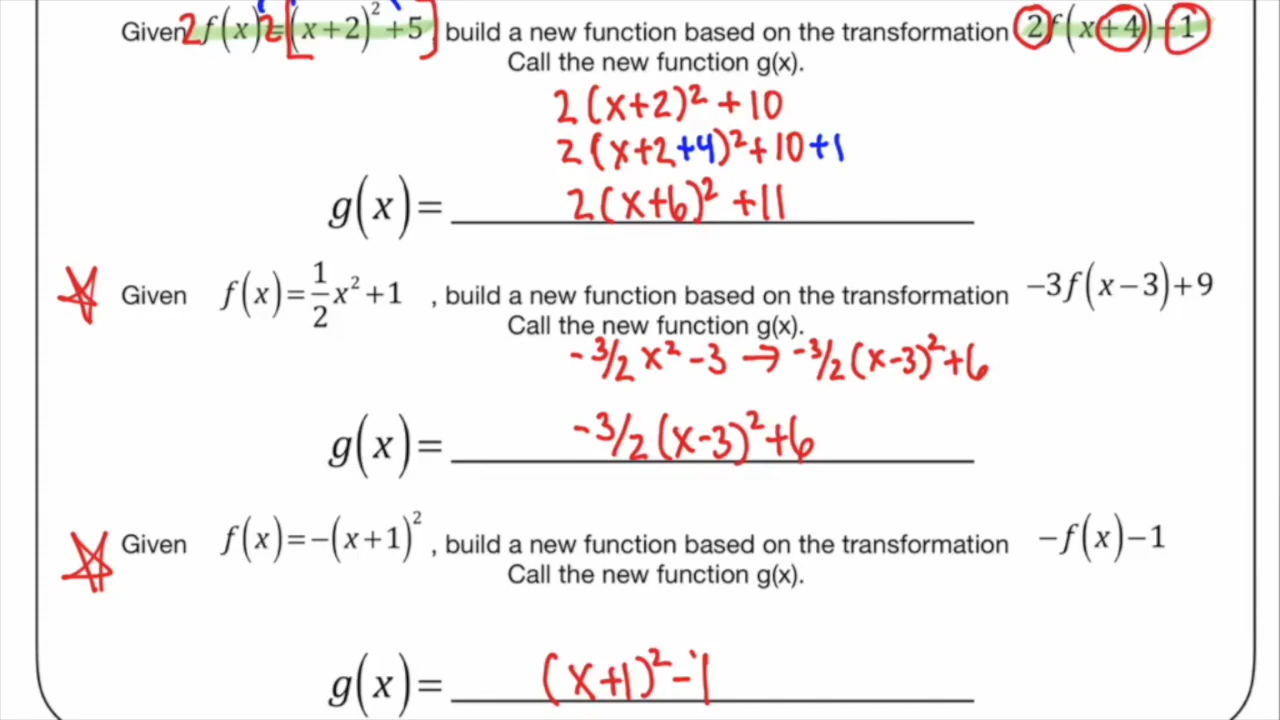 Given 2f(x)=2[(x+2)²+5], build a new function based on the transformation 2f(x+4)-1
Call the new function g(x).
2(x+2)²+10
2(x+2+4)²+10+1
g(x)= 2(x+6)²+11
Given f(x)=1/2x²+1, build a new function based on the transformation -3f(x-3)+9
Call the new function g(x).
-3/2x²-3→-3/2(x-3)²+6
g(x)= -3/2(x-3)²+6
Given f(x)=-(x+1)², build a new function based on the transformation -f(x)-1
Call the new function g(x).
g(x)= (x+1)²-1